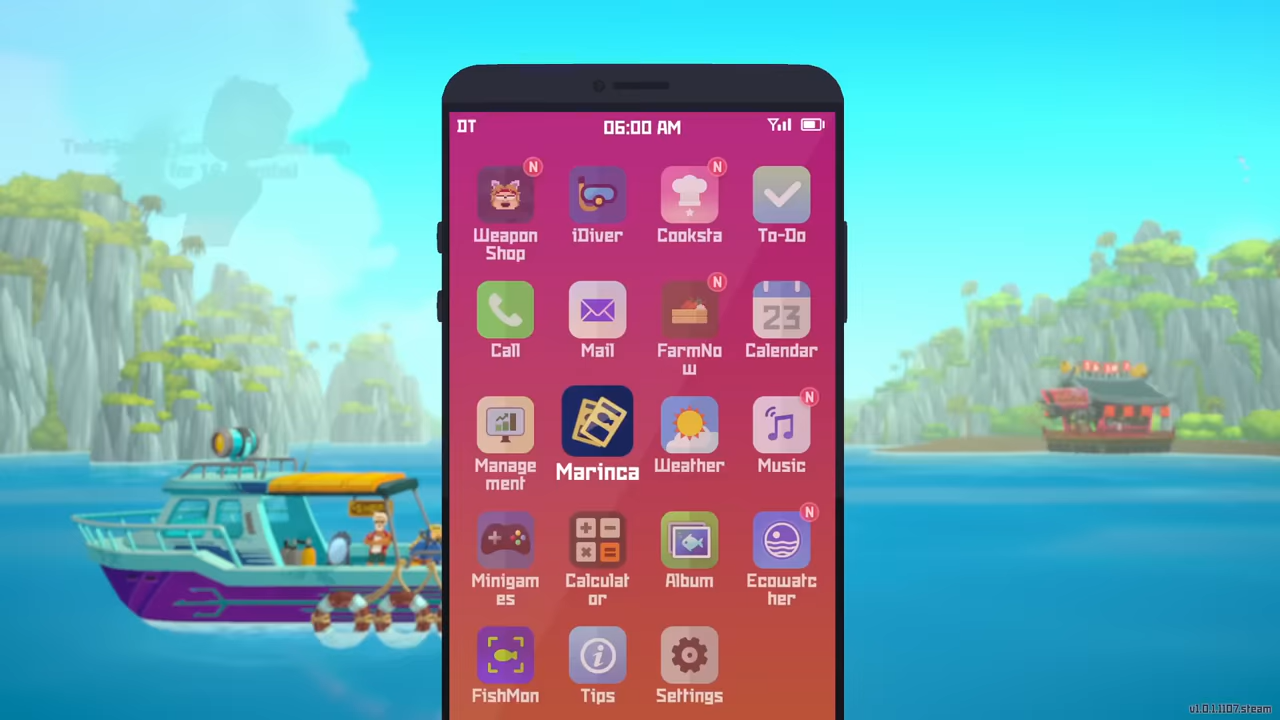 DT
06:00 AM
N
N
Weapon
Shop
iDiver
Cooksta
To-Do
N
23
Call
Mail
FarmNo
w
Calendar
N
Manage
ment
Marinca
Weather
Music
N
Minigam
es
Calculat
or
Album
Ecowatc
her
FishMon
Tips
Settings
v1.0.1.1107.steam